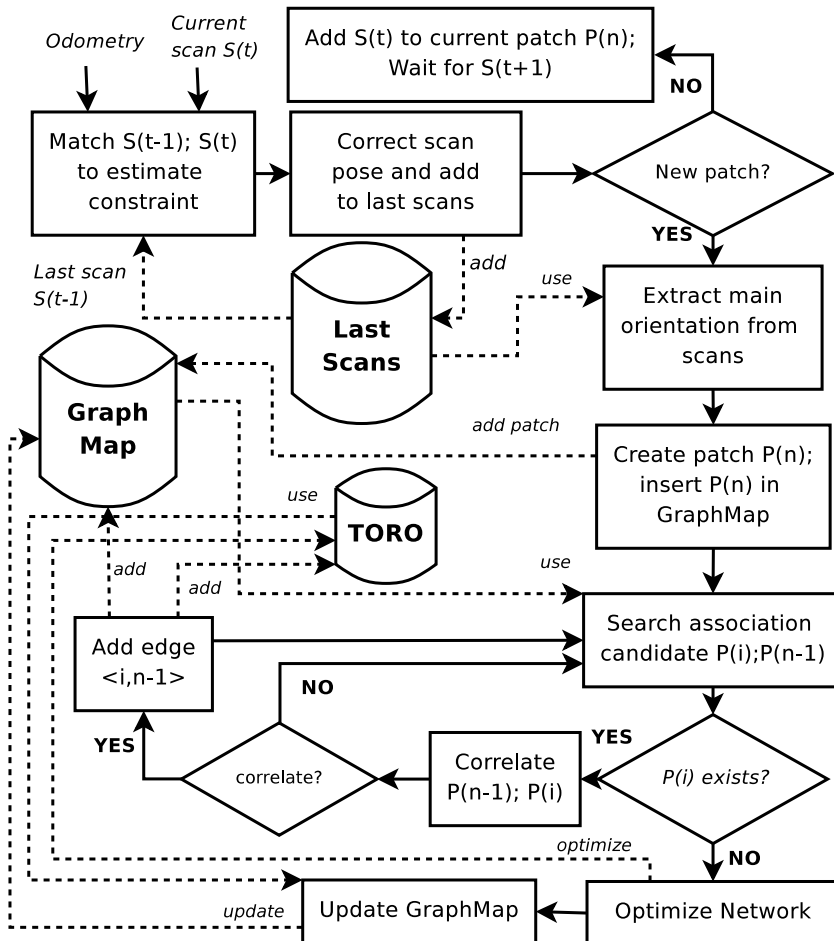 Odometry
Current
scan S(t)
Add S(t) to current patch P(n);
Wait for S(t+1)
NO
Match S(t-1); S(t)
to estimate
constraint
Correct scan
pose and add
to last scans
New patch?
YES
Last scan
S(t-1)
add
use
Last
Scans
Extract main
orientation from
scans
Graph
Map
add patch
Create patch P(n);
insert P(n) in
GraphMap
use
TORO
add
add
use
Add edge
<i,n-1>
Search association
candidate P(i);P(n-1)
NO
YES
YES
correlate?
Correlate
P(n-1); P(i)
P(i) exists?
optimize
NO
update
Update GraphMap
Optimize Network